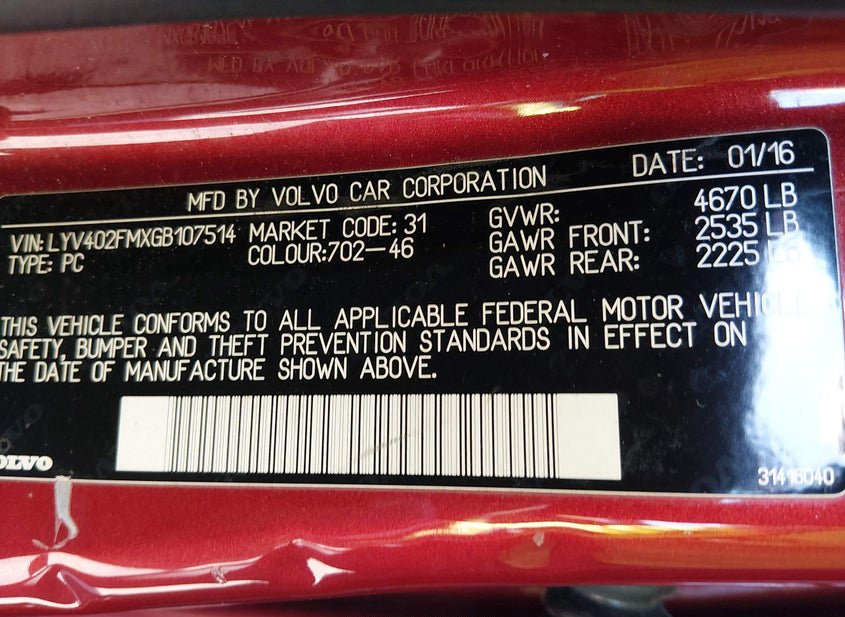 DATE: 01/16
MFD BY VOLVO CAR CORPORATION
VIN: LYV402FMXGB107514 MARKET CODE: 31 GVWR: 4670 LB
TYPE: PC COLOUR:702-46 GAWR FRONT: 2535 LB
GAWR REAR: 2225 LB
THIS VEHICLE CONFORMS TO ALL APPLICABLE FEDERAL MOTOR VEHICLE
SAFETY, BUMPER AND THEFT PREVENTION STANDARDS IN EFFECT ON
THE DATE OF MANUFACTURE SHOWN ABOVE.
VOLVO
31416040